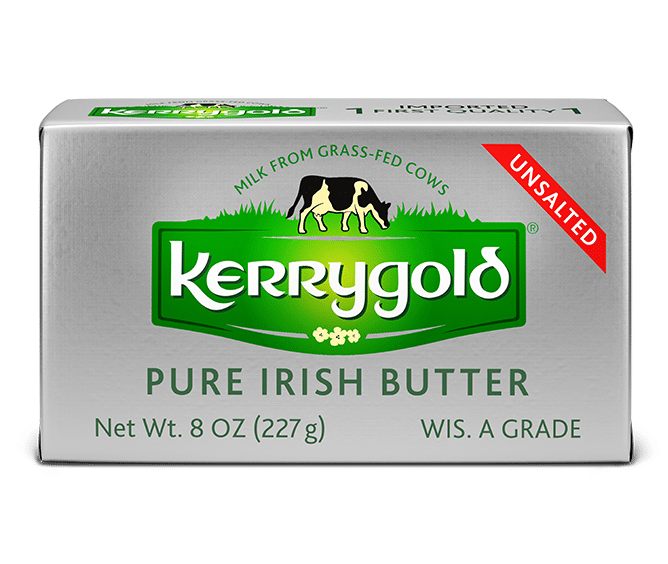 Kerrygold
1 IMPORTED 1
FIRST QUALITY
MILK FROM GRASS-FED COWS
UNSALTED
Kerrygold®
PURE IRISH BUTTER
Net Wt. 8 OZ (227g)
WIS. A GRADE